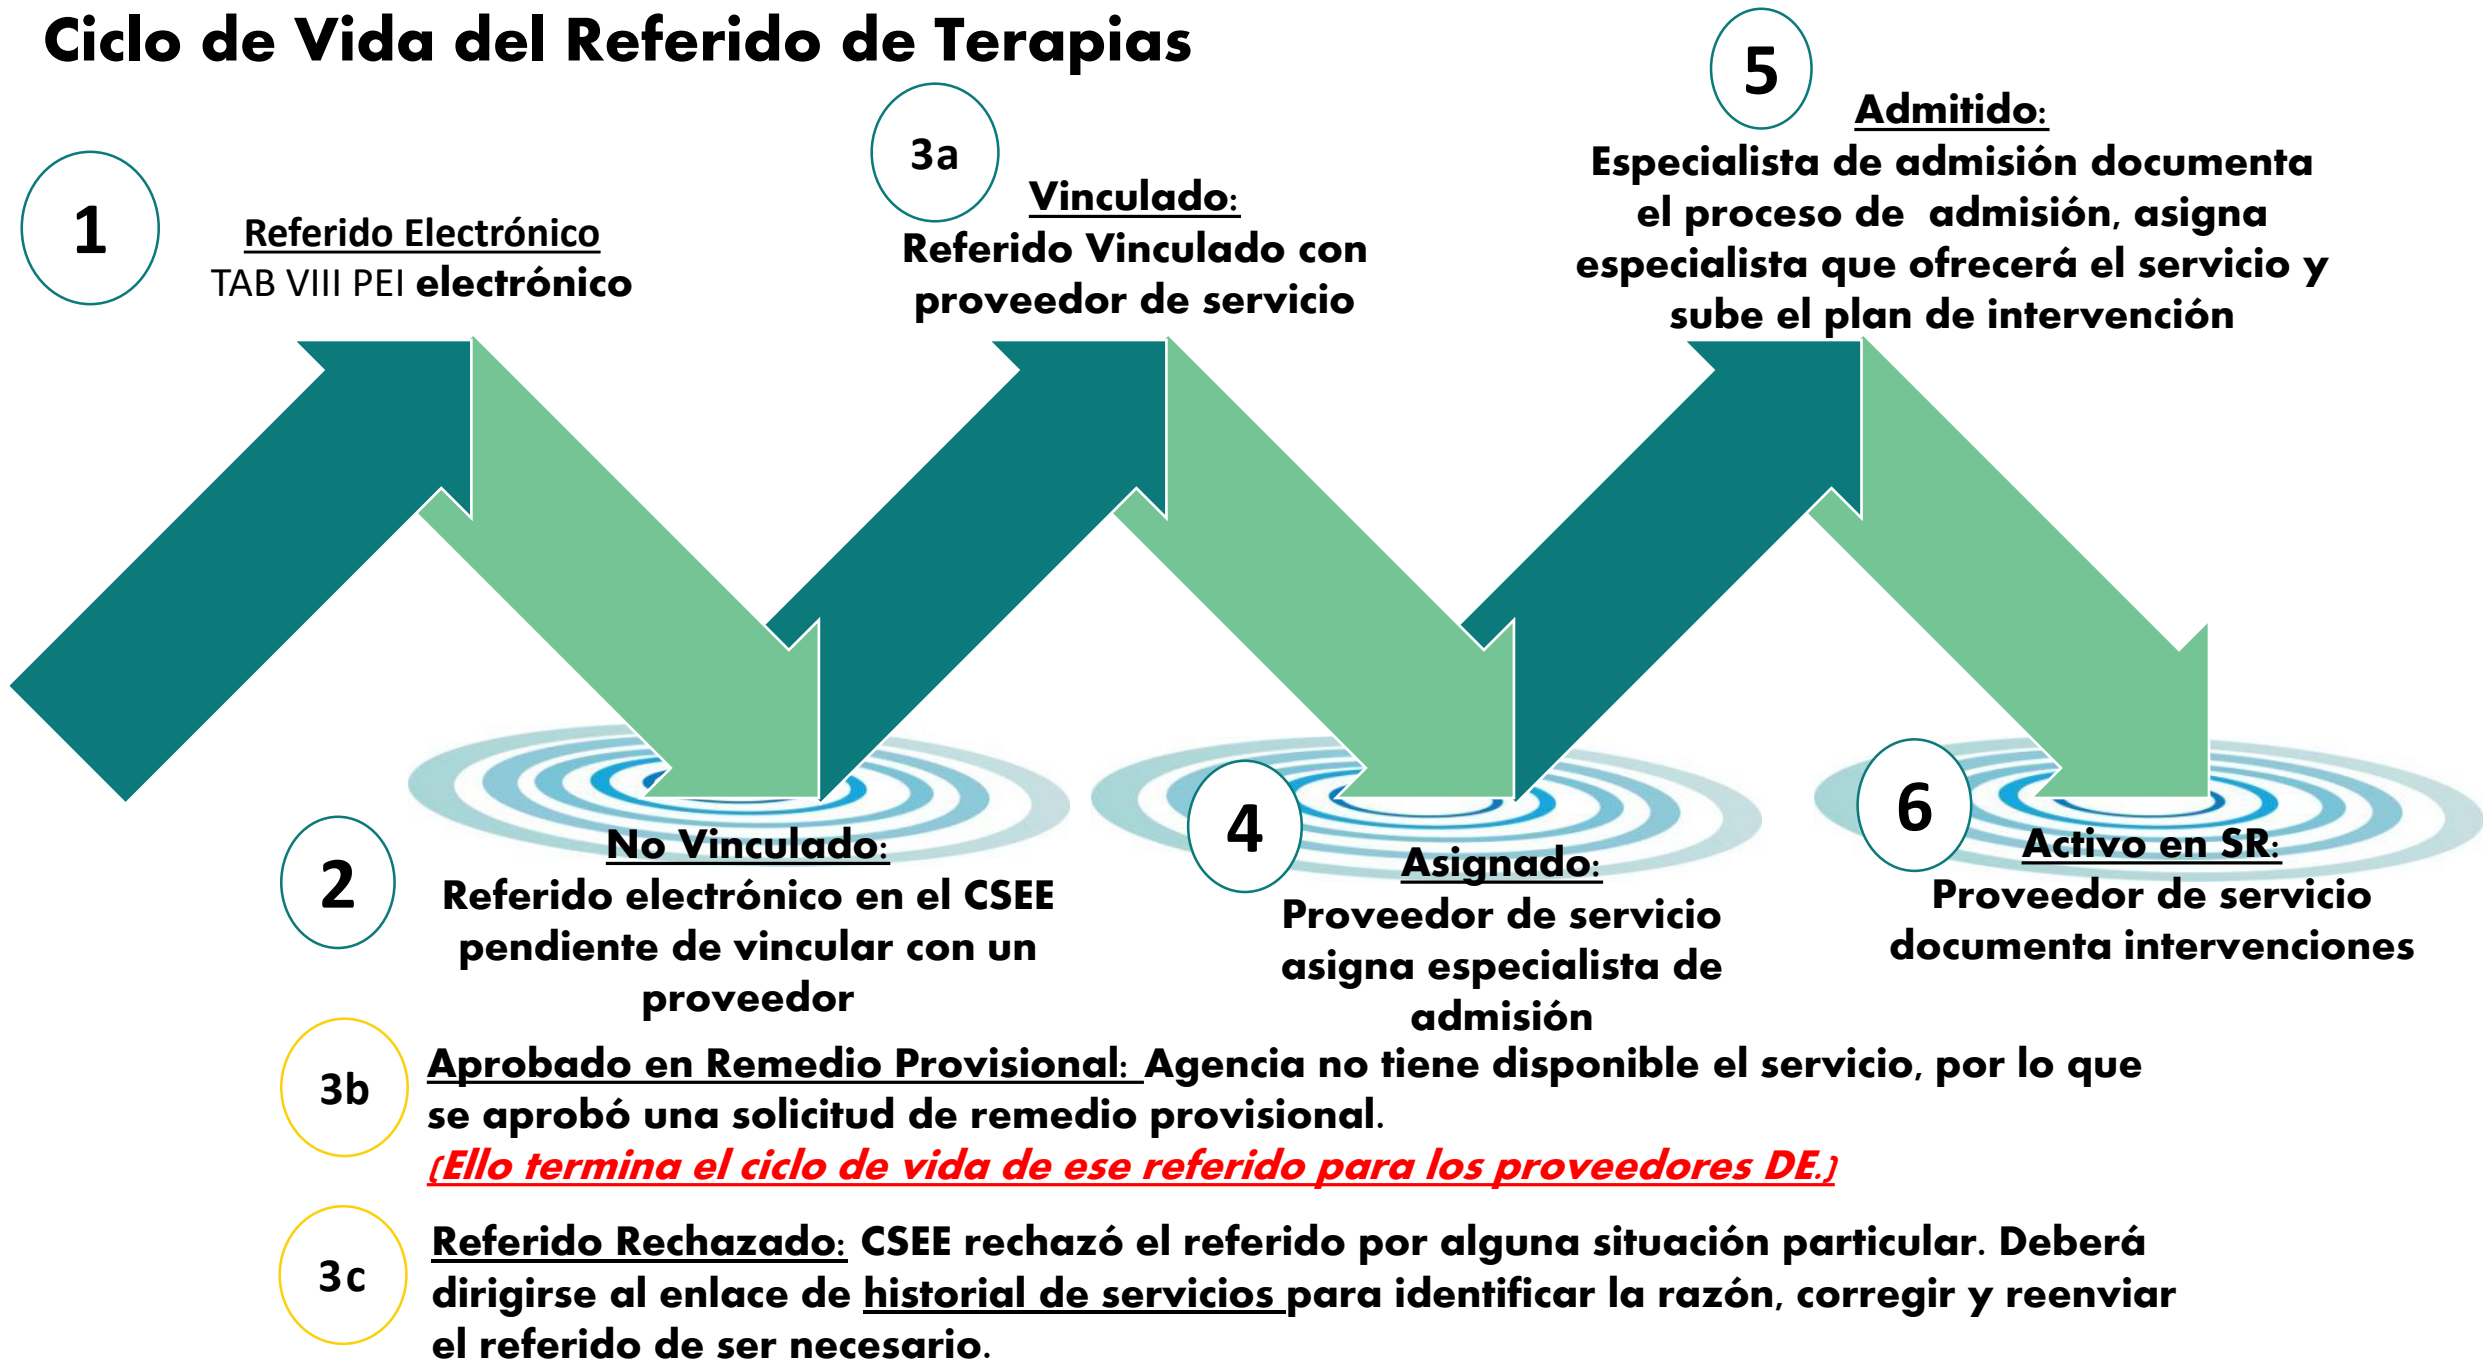 Ciclo de Vida del Referido de Terapias
1
Referido Electrónico
TAB VIII PEI electrónico
2
No Vinculado:
Referido electrónico en el CSEE
pendiente de vincular con un
proveedor
3a
Vinculado:
Referido Vinculado con
proveedor de servicio
4
Asignado:
Proveedor de servicio
asigna especialista de
admisión
5
Admitido:
Especialista de admisión documenta
el proceso de admisión, asigna
especialista que ofrecerá el servicio y
sube el plan de intervención
6
Activo en SR:
Proveedor de servicio
documenta intervenciones
3b
Aprobado en Remedio Provisional: Agencia no tiene disponible el servicio, por lo que
se aprobó una solicitud de remedio provisional.
(Ello termina el ciclo de vida de ese referido para los proveedores DE.)
3c
Referido Rechazado: CSEE rechazó el referido por alguna situación particular. Deberá
dirigirse al enlace de historial de servicios para identificar la razón, corregir y reenviar
el referido de ser necesario.